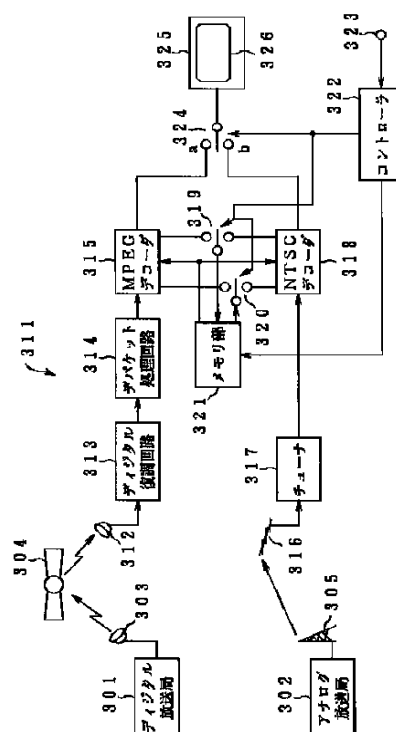 311
304
303
312
301
ディジタル
放送局
313
ディジタル
復調回路
314
デパケット
処理回路
315
MPEG
デコーダ
319
320
321
メモリ部
324
a
b
325
326
302
アナログ
放送局
305
316
317
チューナ
318
NTSC
デコーダ
322
コントローラ
323